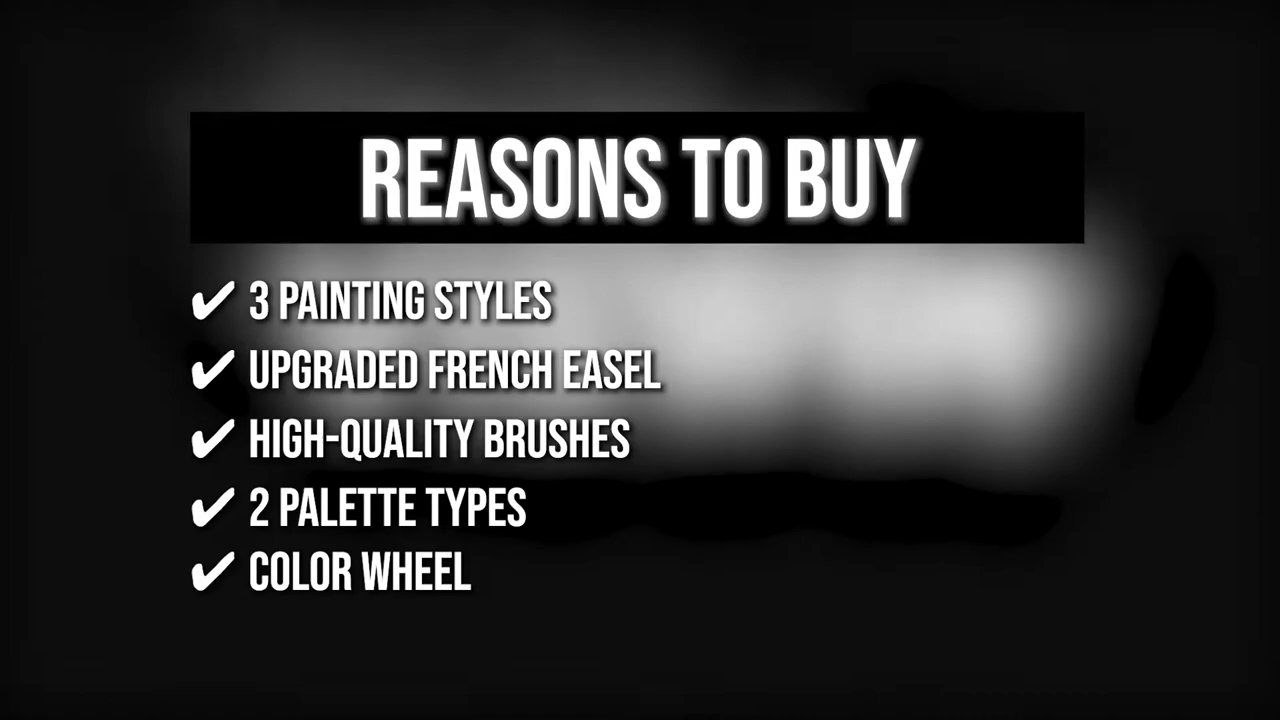 REASONS TO BUY
✔ 3 PAINTING STYLES
✔ UPGRADED FRENCH EASEL
✔ HIGH-QUALITY BRUSHES
✔ 2 PALETTE TYPES
✔ COLOR WHEEL